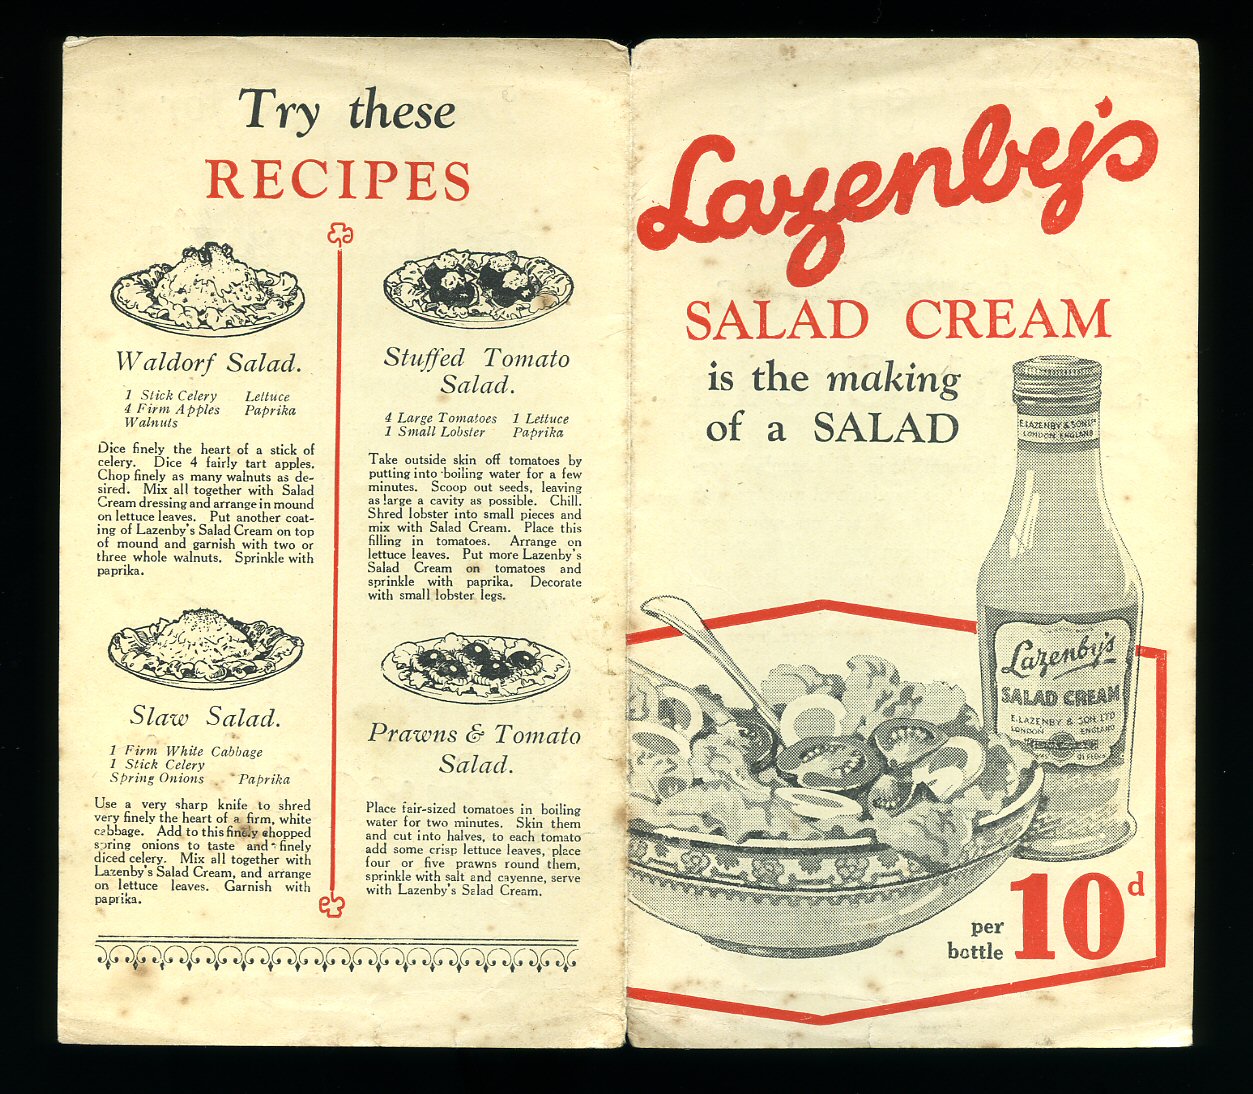 Try these
RECIPES
Waldorf Salad.
1 Stick Celery Lettuce
4 Firm Apples Paprika
Walnuts
Dice finely the heart of a stick of
celery. Dice 4 fairly tart apples.
Chop finely as many walnuts as de-
sired. Mix all together with Salad
Cream dressing and arrange in mound
on lettuce leaves. Put another coat-
ing of Lazenby's Salad Cream on top
of mound and garnish with two or
three whole walnuts. Sprinkle with
paprika.
Slaw Salad.
1 Firm White Cabbage
1 Stick Celery
Spring Onions Paprika
Use a very sharp knife to shred
very finely the heart of a firm, white
cabbage. Add to this finely chopped
spring onions to taste and finely
diced celery. Mix all together with
Lazenby's Salad Cream, and arrange
on lettuce leaves. Garnish with
paprika.
Stuffed Tomato
Salad.
4 Large Tomatoes 1 Lettuce
1 Small Lobster Paprika
Take outside skin off tomatoes by
putting into boiling water for a few
minutes. Scoop out seeds, leaving
as large a cavity as possible. Chill.
Shred lobster into small pieces and
mix with Salad Cream. Place this
filling in tomatoes. Arrange on
lettuce leaves. Put more Lazenby's
Salad Cream on tomatoes and
sprinkle with paprika. Decorate
with small lobster legs.
Prawns & Tomato
Salad.
Place fair-sized tomatoes in boiling
water for two minutes. Skin them
and cut into halves, to each tomato
add some crisp lettuce leaves, place
four or five prawns round them,
sprinkle with salt and cayenne, serve
with Lazenby's Salad Cream.
Lazenby's
SALAD CREAM
is the making
of a SALAD
E. LAZENBY & SON LTD
LONDON, ENGLAND
Lazenby's
SALAD CREAM
E. LAZENBY & SON, LTD
LONDON ENGLAND
per
bottle
10d